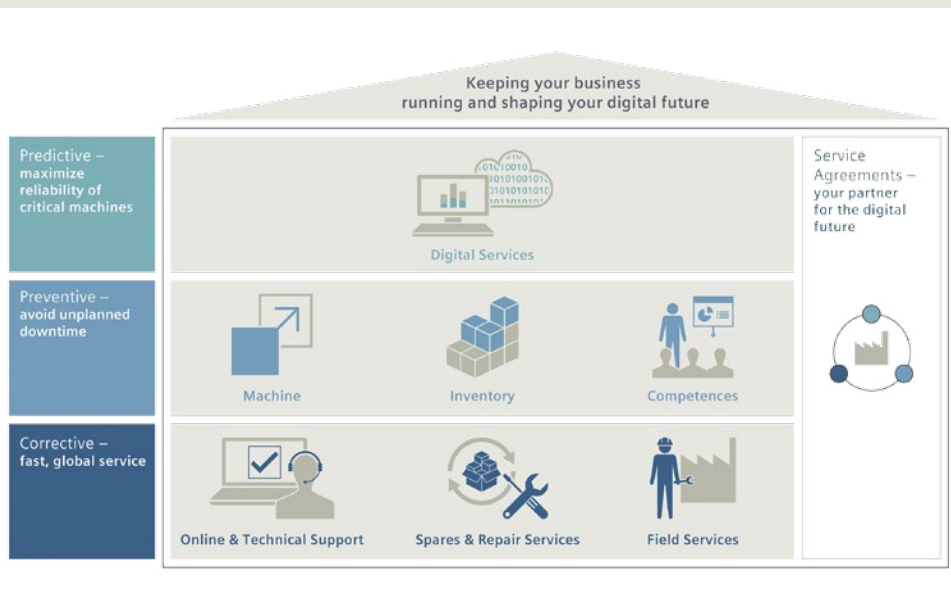 Keeping your business
running and shaping your digital future
Predictive –
maximize
reliability of
critical machines
Digital Services
Service
Agreements –
your partner
for the digital
future
Preventive –
avoid unplanned
downtime
Machine
Inventory
Competences
Corrective –
fast, global service
Online & Technical Support
Spares & Repair Services
Field Services